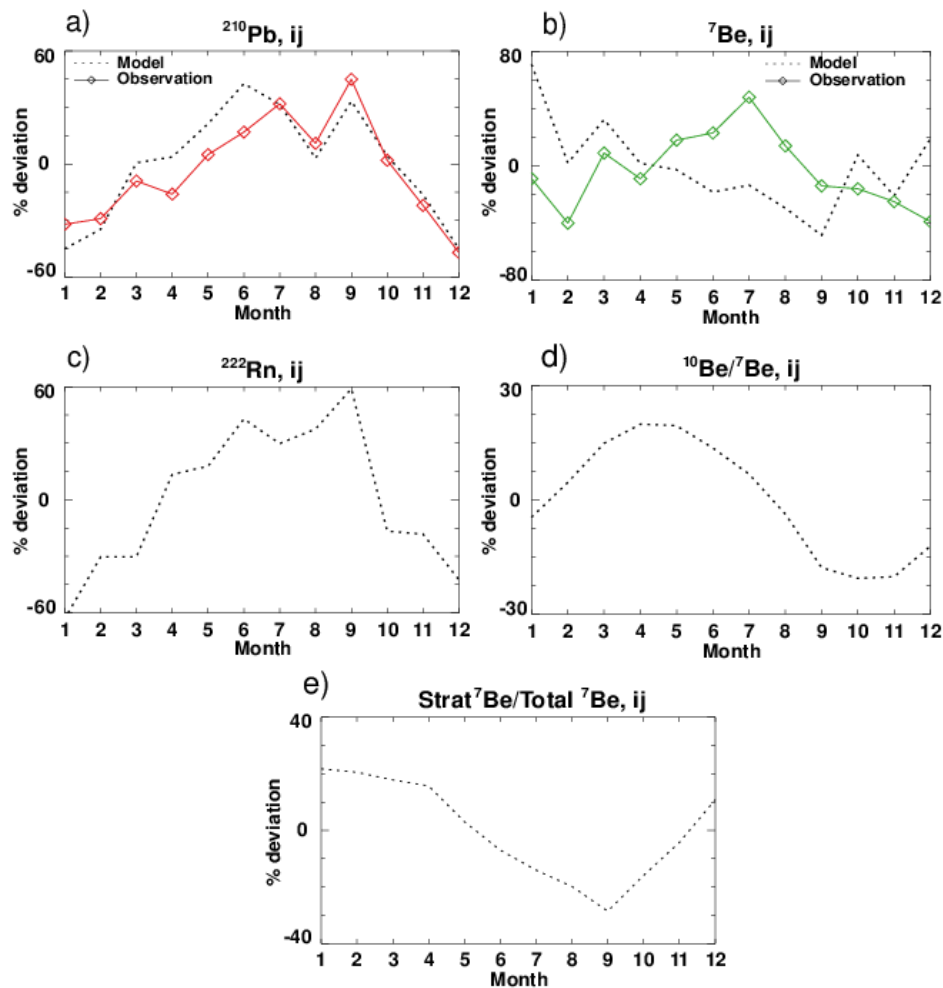 a)
²¹⁰Pb, ij
60
0
-60
% deviation
Model
Observation
1 2 3 4 5 6 7 8 9 10 11 12
Month
b)
⁷Be, ij
80
0
-80
% deviation
Model
Observation
1 2 3 4 5 6 7 8 9 10 11 12
Month
c)
²²²Rn, ij
60
0
-60
% deviation
1 2 3 4 5 6 7 8 9 10 11 12
Month
d)
¹⁰Be/⁷Be, ij
30
0
-30
% deviation
1 2 3 4 5 6 7 8 9 10 11 12
Month
e)
Strat⁷Be/Total ⁷Be, ij
40
0
-40
% deviation
1 2 3 4 5 6 7 8 9 10 11 12
Month